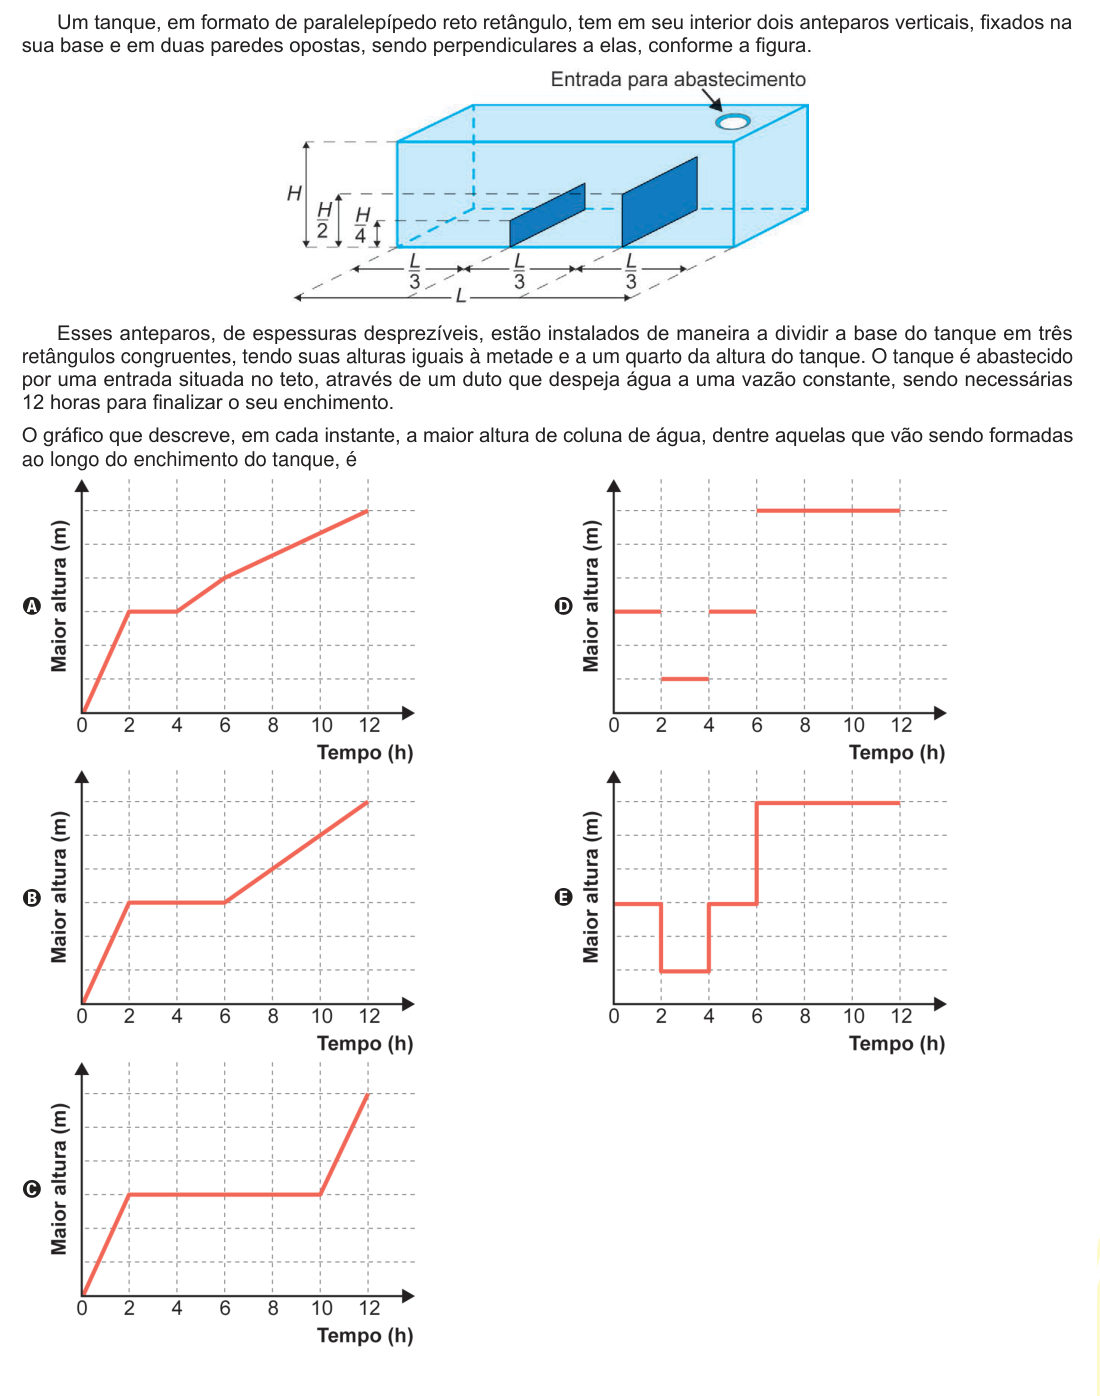 Um tanque, em formato de paralelepípedo reto retângulo, tem em seu interior dois anteparos verticais, fixados na
sua base e em duas paredes opostas, sendo perpendiculares a elas, conforme a figura.
Entrada para abastecimento
H
H
2
H
4
L
3
L
3
L
3
L
Esses anteparos, de espessuras desprezíveis, estão instalados de maneira a dividir a base do tanque em três
retângulos congruentes, tendo suas alturas iguais à metade e a um quarto da altura do tanque. O tanque é abastecido
por uma entrada situada no teto, através de um duto que despeja água a uma vazão constante, sendo necessárias
12 horas para finalizar o seu enchimento.
O gráfico que descreve, em cada instante, a maior altura de coluna de água, dentre aquelas que vão sendo formadas
ao longo do enchimento do tanque, é
A
Maior altura (m)
0 2 4 6 8 10 12
Tempo (h)
B
Maior altura (m)
0 2 4 6 8 10 12
Tempo (h)
C
Maior altura (m)
0 2 4 6 8 10 12
Tempo (h)
D
Maior altura (m)
0 2 4 6 8 10 12
Tempo (h)
E
Maior altura (m)
0 2 4 6 8 10 12
Tempo (h)